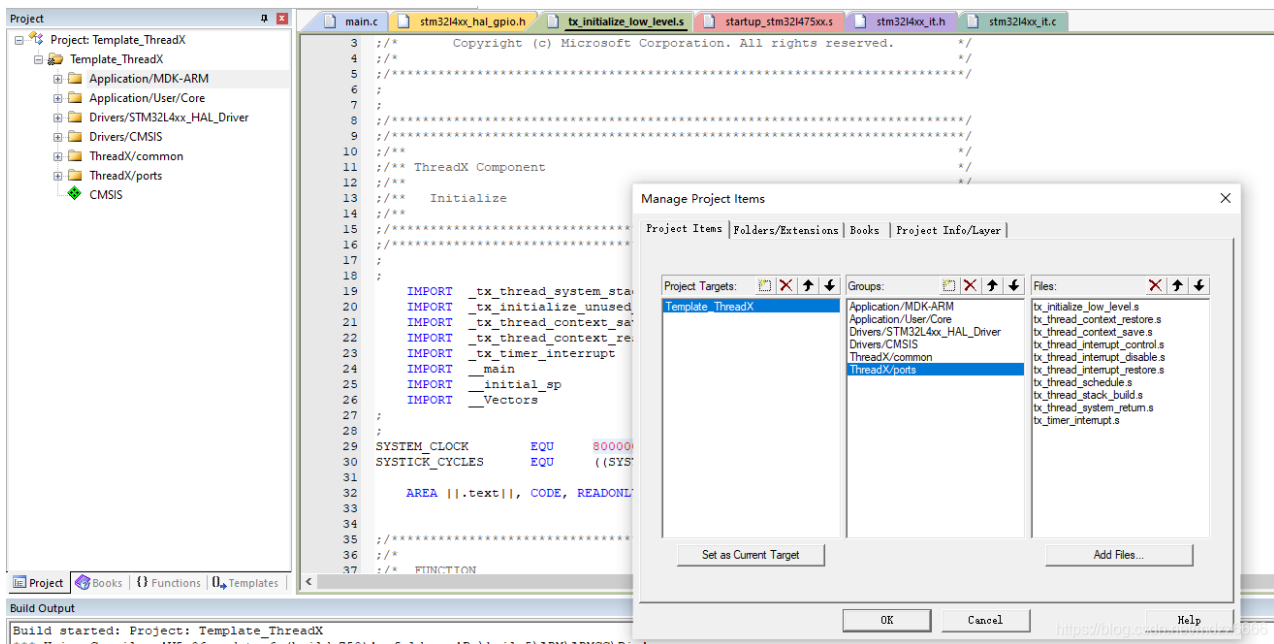 Project
Project: Template_ThreadX
Template_ThreadX
Application/MDK-ARM
Application/User/Core
Drivers/STM32L4xx_HAL_Driver
Drivers/CMSIS
ThreadX/common
ThreadX/ports
CMSIS
Project Books {} Functions Templates
main.c stm32l4xx_hal_gpio.h tx_initialize_low_level.s startup_stm32l475xx.s stm32l4xx_it.h stm32l4xx_it.c
3 ;/* Copyright (c) Microsoft Corporation. All rights reserved. */
4 ;/* */
5 ;/**************************************************************************/
6 ;
7 ;
8 ;/**************************************************************************/
9 ;/**************************************************************************/
10 ;/** */
11 ;/** ThreadX Component */
12 ;/** */
13 ;/** Initialize
14 ;/**
15 ;/*******************************
16 ;/*******************************
17 ;
18 ;
19 IMPORT _tx_thread_system_sta
20 IMPORT _tx_initialize_unused_
21 IMPORT _tx_thread_context_sa
22 IMPORT _tx_thread_context_re
23 IMPORT _tx_timer_interrupt
24 IMPORT __main
25 IMPORT __initial_sp
26 IMPORT __Vectors
27 ;
28 ;
29 SYSTEM_CLOCK EQU 800000
30 SYSTICK_CYCLES EQU ((SYS
31
32 AREA ||.text||, CODE, READONL
33
34
35 ;/*******************************
36 ;/*
37 ;/* FUNCTION
Manage Project Items
Project Items Folders/Extensions Books Project Info/Layer
Project Targets:
Template_ThreadX
Set as Current Target
Groups:
Application/MDK-ARM
Application/User/Core
Drivers/STM32L4xx_HAL_Driver
Drivers/CMSIS
ThreadX/common
ThreadX/ports
Files:
tx_initialize_low_level.s
tx_thread_context_restore.s
tx_thread_context_save.s
tx_thread_interrupt_control.s
tx_thread_interrupt_disable.s
tx_thread_interrupt_restore.s
tx_thread_schedule.s
tx_thread_stack_build.s
tx_thread_system_return.s
tx_timer_interrupt.s
Add Files...
OK Cancel Help
Build Output
Build started: Project: Template_ThreadX